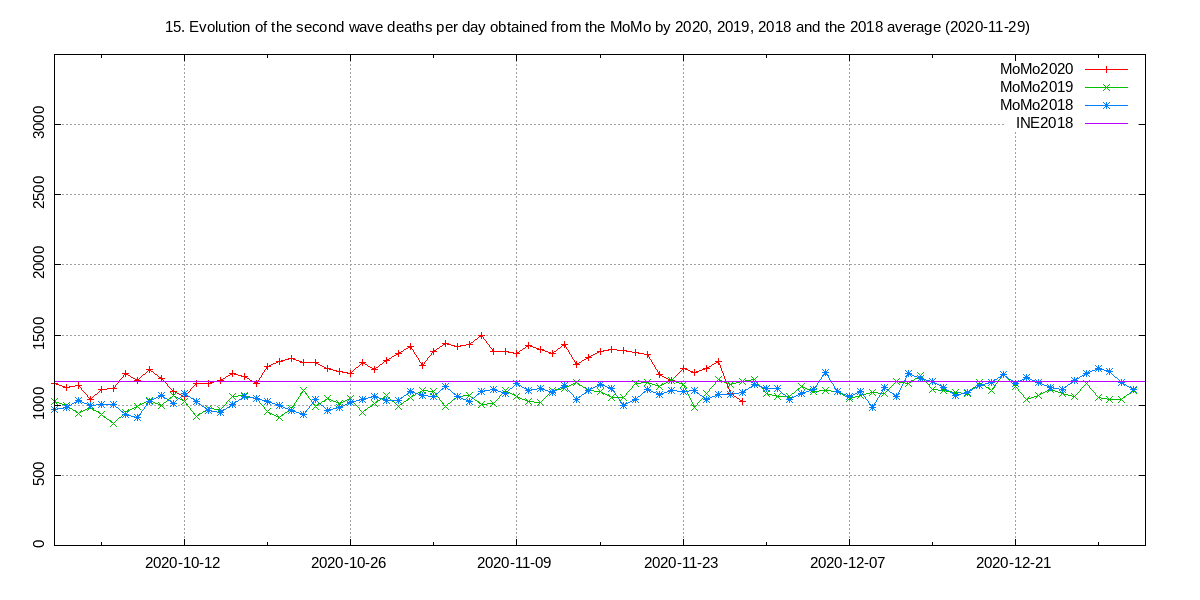 15. Evolution of the second wave deaths per day obtained from the MoMo by 2020, 2019, 2018 and the 2018 average (2020-11-29)
MoMo2020
MoMo2019
MoMo2018
INE2018
3000
2500
2000
1500
1000
500
0
2020-10-12 2020-10-26 2020-11-09 2020-11-23 2020-12-07 2020-12-21